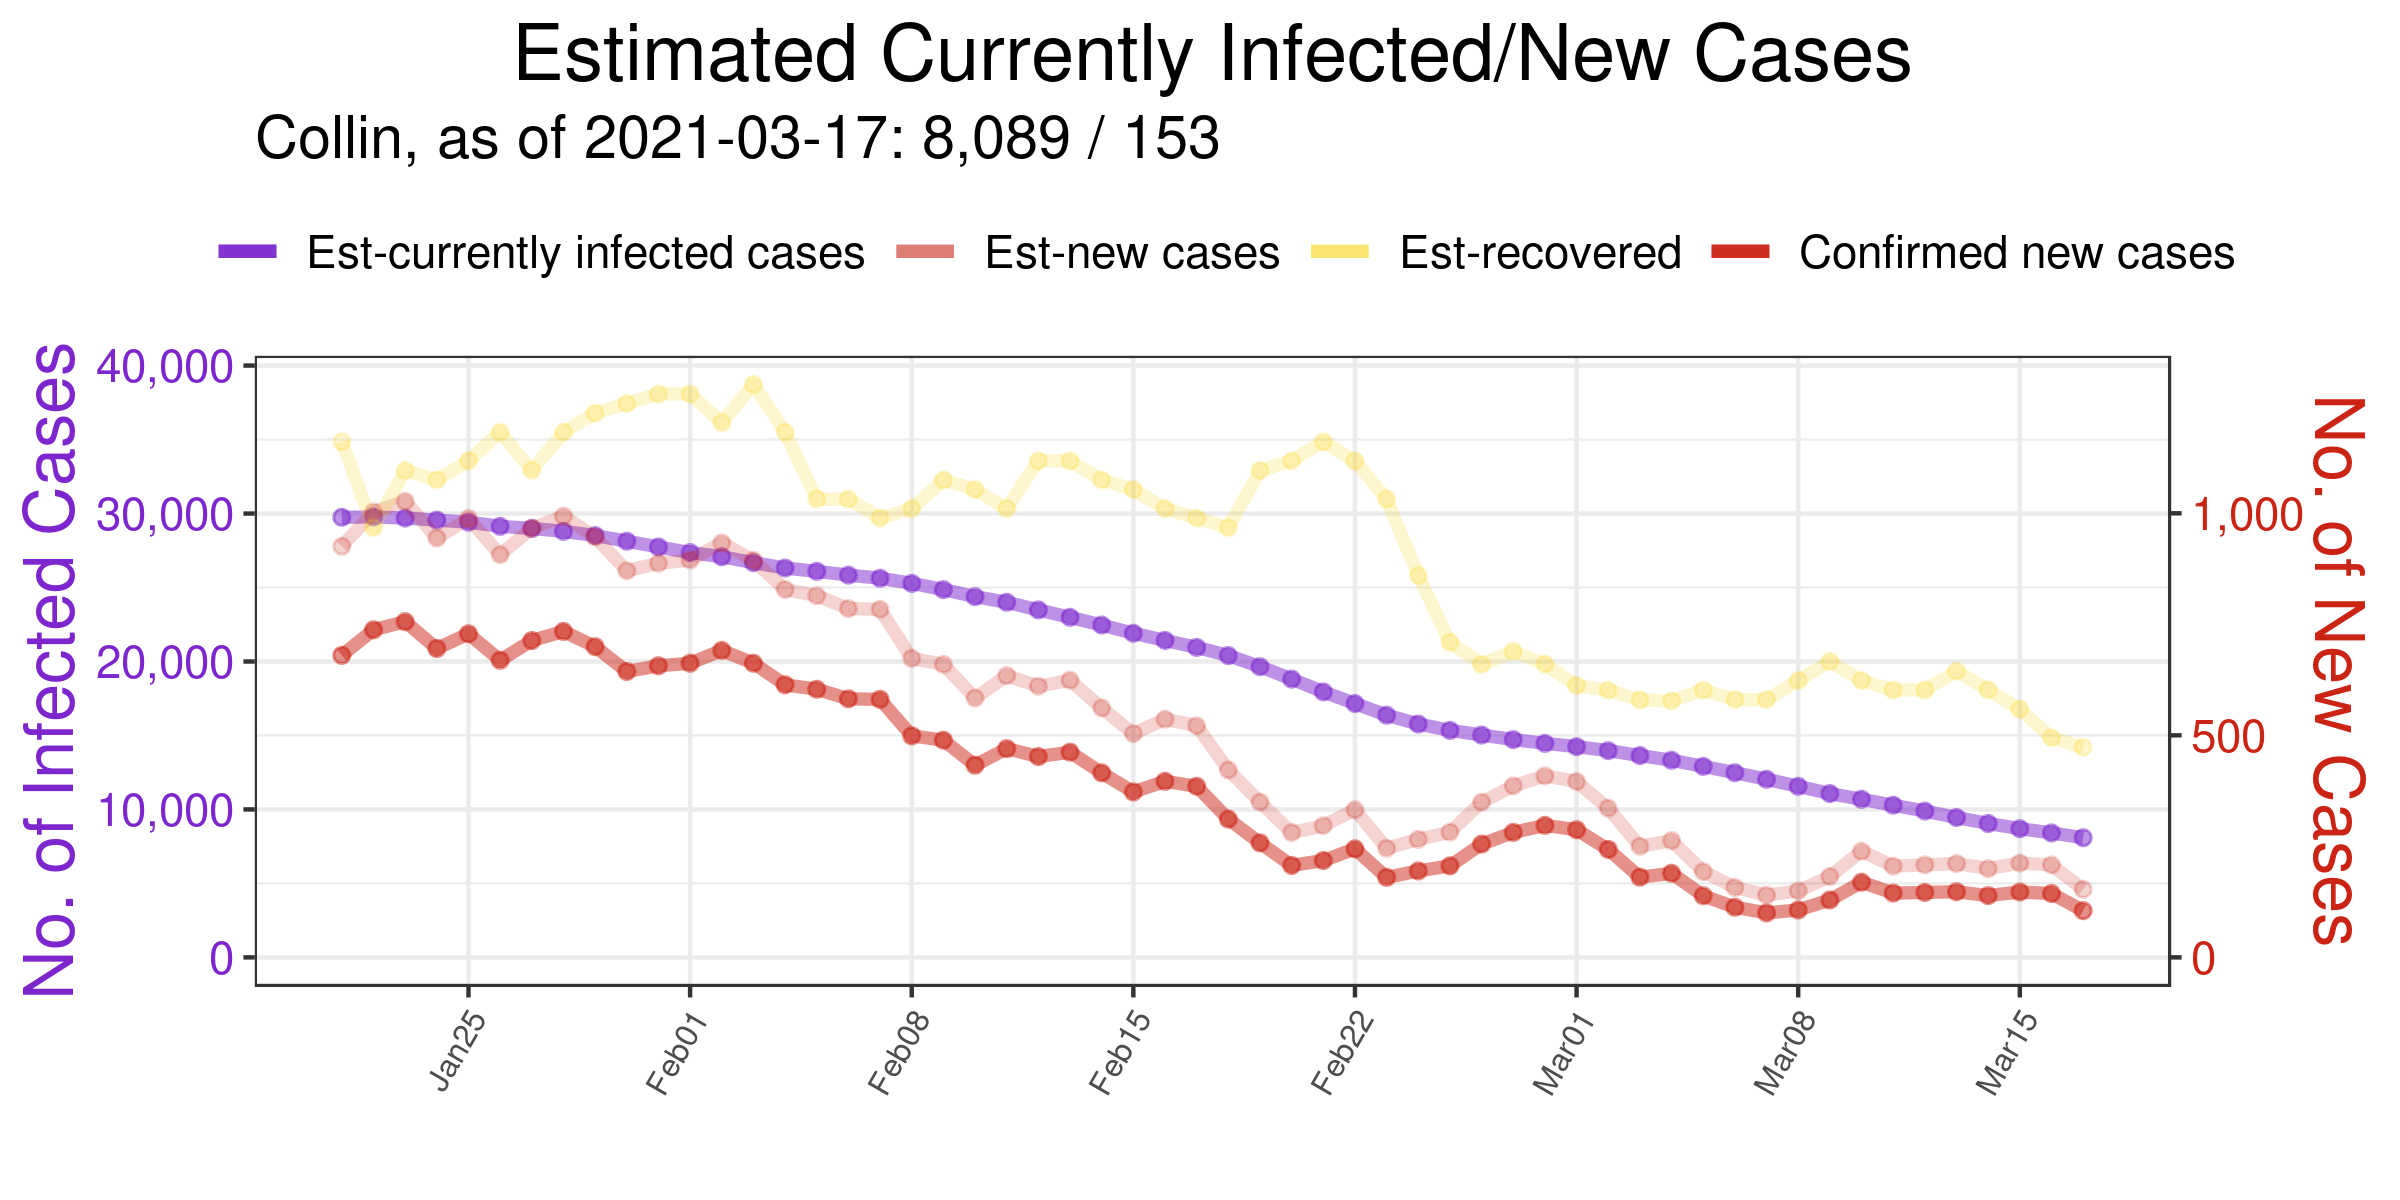 Estimated Currently Infected/New Cases
Collin, as of 2021-03-17: 8,089 / 153
Est-currently infected cases Est-new cases Est-recovered Confirmed new cases
No. of Infected Cases
40,000
30,000
20,000
10,000
0
1,000
500
0
No. of New Cases
Jan25 Feb01 Feb08 Feb15 Feb22 Mar01 Mar08 Mar15